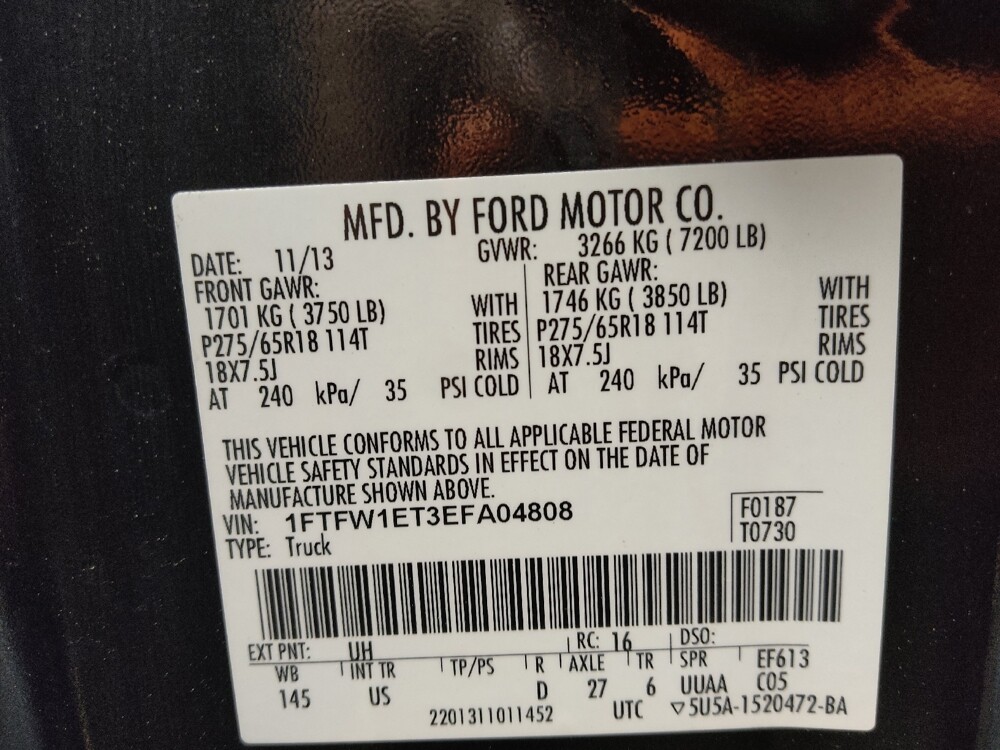 MFD. BY FORD MOTOR CO.
DATE: 11/13 GVWR: 3266 KG ( 7200 LB)
FRONT GAWR: REAR GAWR:
1701 KG ( 3750 LB) WITH 1746 KG ( 3850 LB) WITH
P275/65R18 114T TIRES P275/65R18 114T TIRES
18X7.5J RIMS 18X7.5J RIMS
AT 240 kPa/ 35 PSI COLD AT 240 kPa/ 35 PSI COLD
THIS VEHICLE CONFORMS TO ALL APPLICABLE FEDERAL MOTOR
VEHICLE SAFETY STANDARDS IN EFFECT ON THE DATE OF
MANUFACTURE SHOWN ABOVE.
VIN: 1FTFW1ET3EFA04808 F0187
TYPE: Truck T0730
EXT PNT: UH RC: 16 DSO:
WB INT TR TP/PS R AXLE TR SPR EF613
145 US D 27 6 UUAA C05
2201311011452 UTC ▽5U5A-1520472-BA